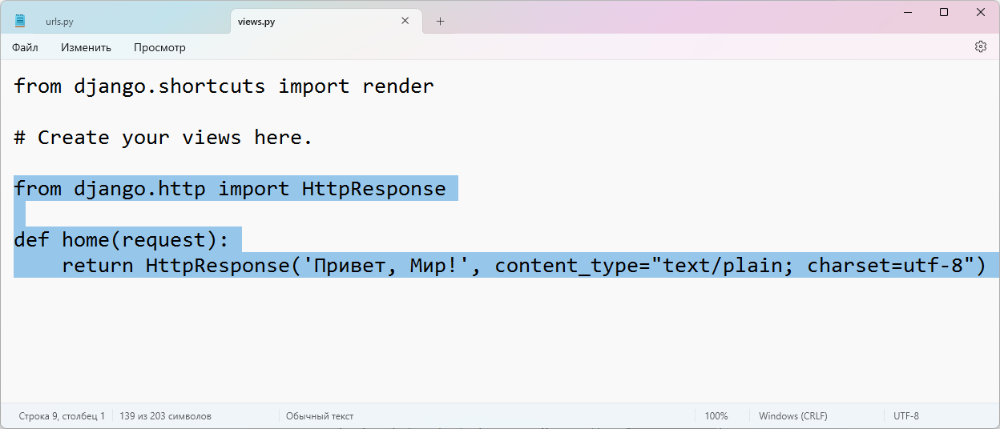 urls.py
views.py
Файл Изменить Просмотр
from django.shortcuts import render
# Create your views here.
from django.http import HttpResponse
def home(request):
    return HttpResponse('Привет, Мир!', content_type="text/plain; charset=utf-8")
Строка 9, столбец 1 139 из 203 символов Обычный текст 100% Windows (CRLF) UTF-8